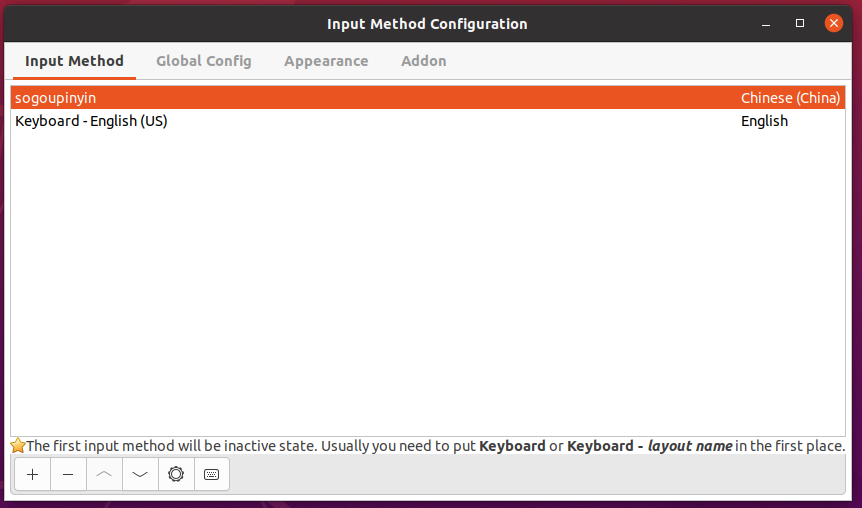 Input Method Configuration
Input Method Global Config Appearance Addon
sogoupinyin Chinese (China)
Keyboard - English (US) English
The first input method will be inactive state. Usually you need to put Keyboard or Keyboard - layout name in the first place.